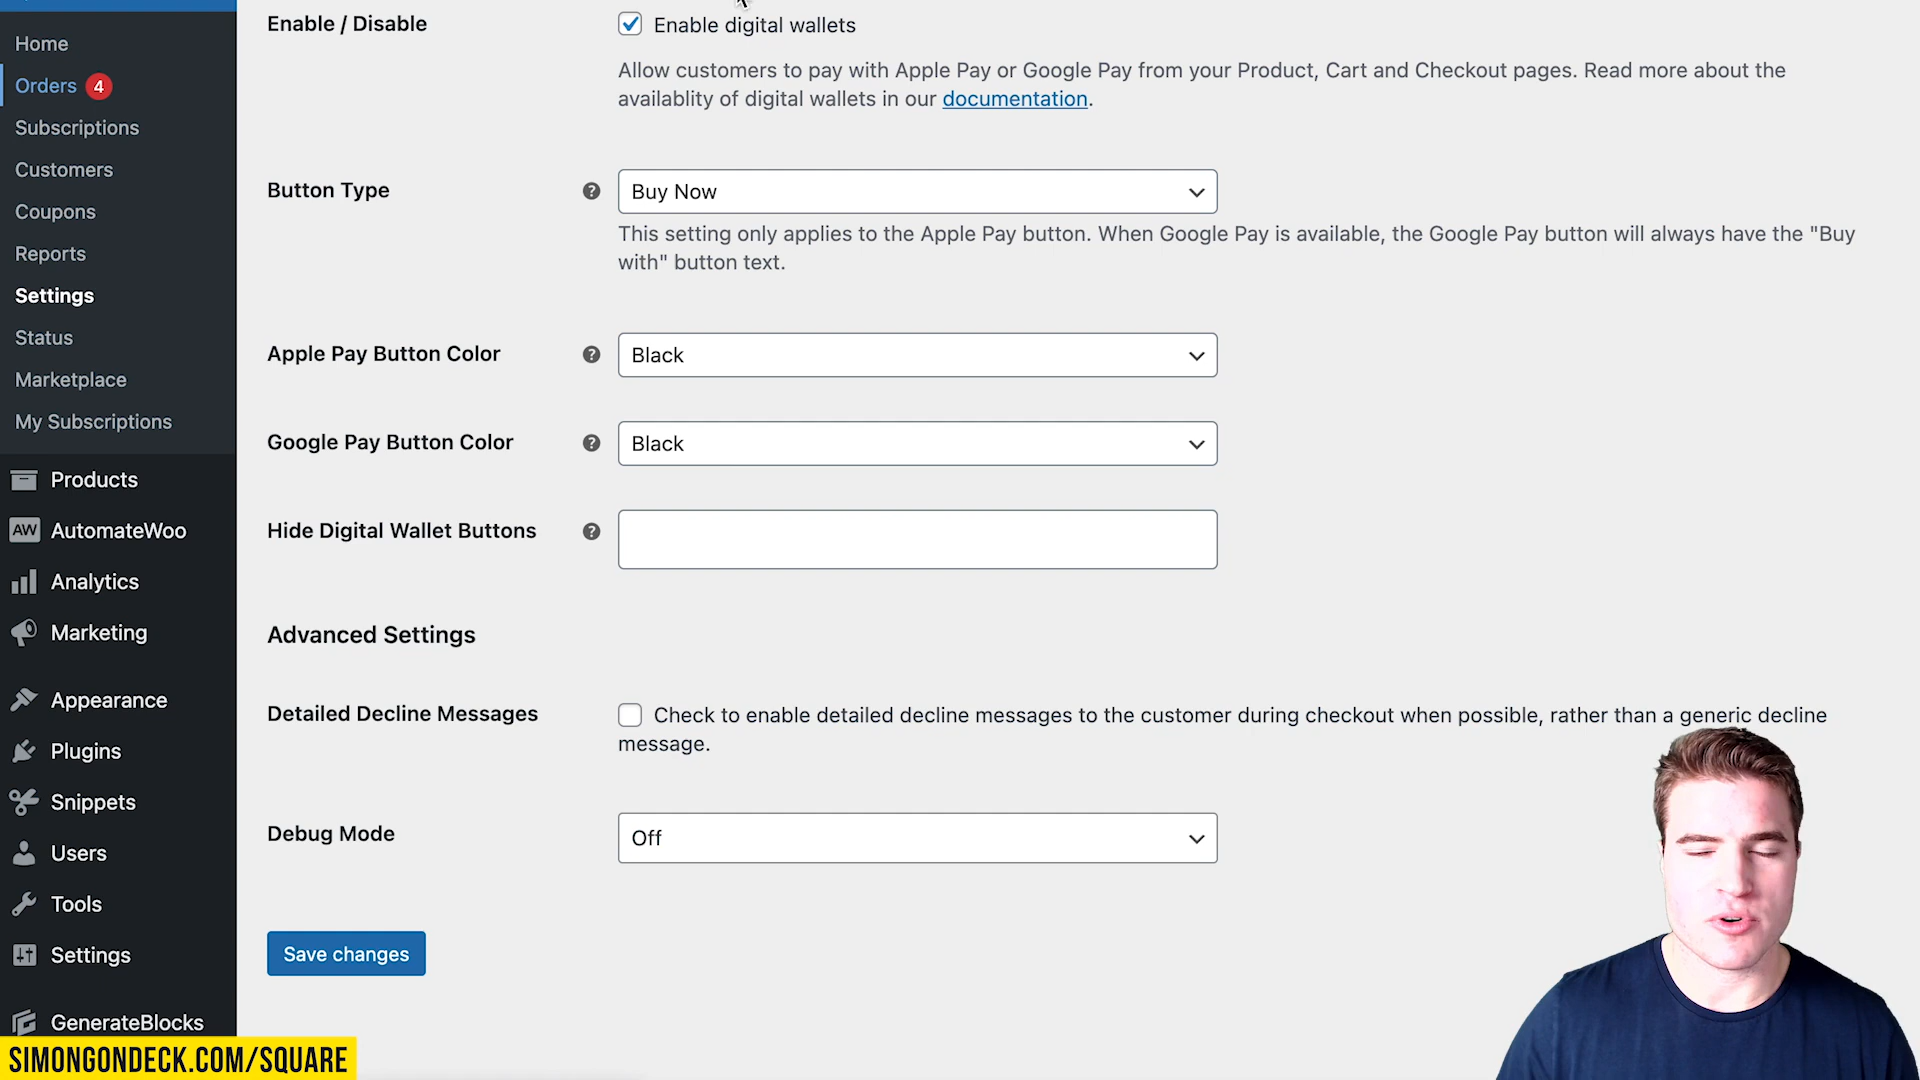 Home
Orders 4
Subscriptions
Customers
Coupons
Reports
Settings
Status
Marketplace
My Subscriptions
Products
AW AutomateWoo
Analytics
Marketing
Appearance
Plugins
Snippets
Users
Tools
Settings
GenerateBlocks
Enable / Disable
Enable digital wallets
Allow customers to pay with Apple Pay or Google Pay from your Product, Cart and Checkout pages. Read more about the
availablity of digital wallets in our documentation.
Button Type
? Buy Now
This setting only applies to the Apple Pay button. When Google Pay is available, the Google Pay button will always have the "Buy
with" button text.
Apple Pay Button Color
? Black
Google Pay Button Color
? Black
Hide Digital Wallet Buttons ?
Advanced Settings
Detailed Decline Messages
Check to enable detailed decline messages to the customer during checkout when possible, rather than a generic decline
message.
Debug Mode
Off
Save changes
SIMONGONDECK.COM/SQUARE